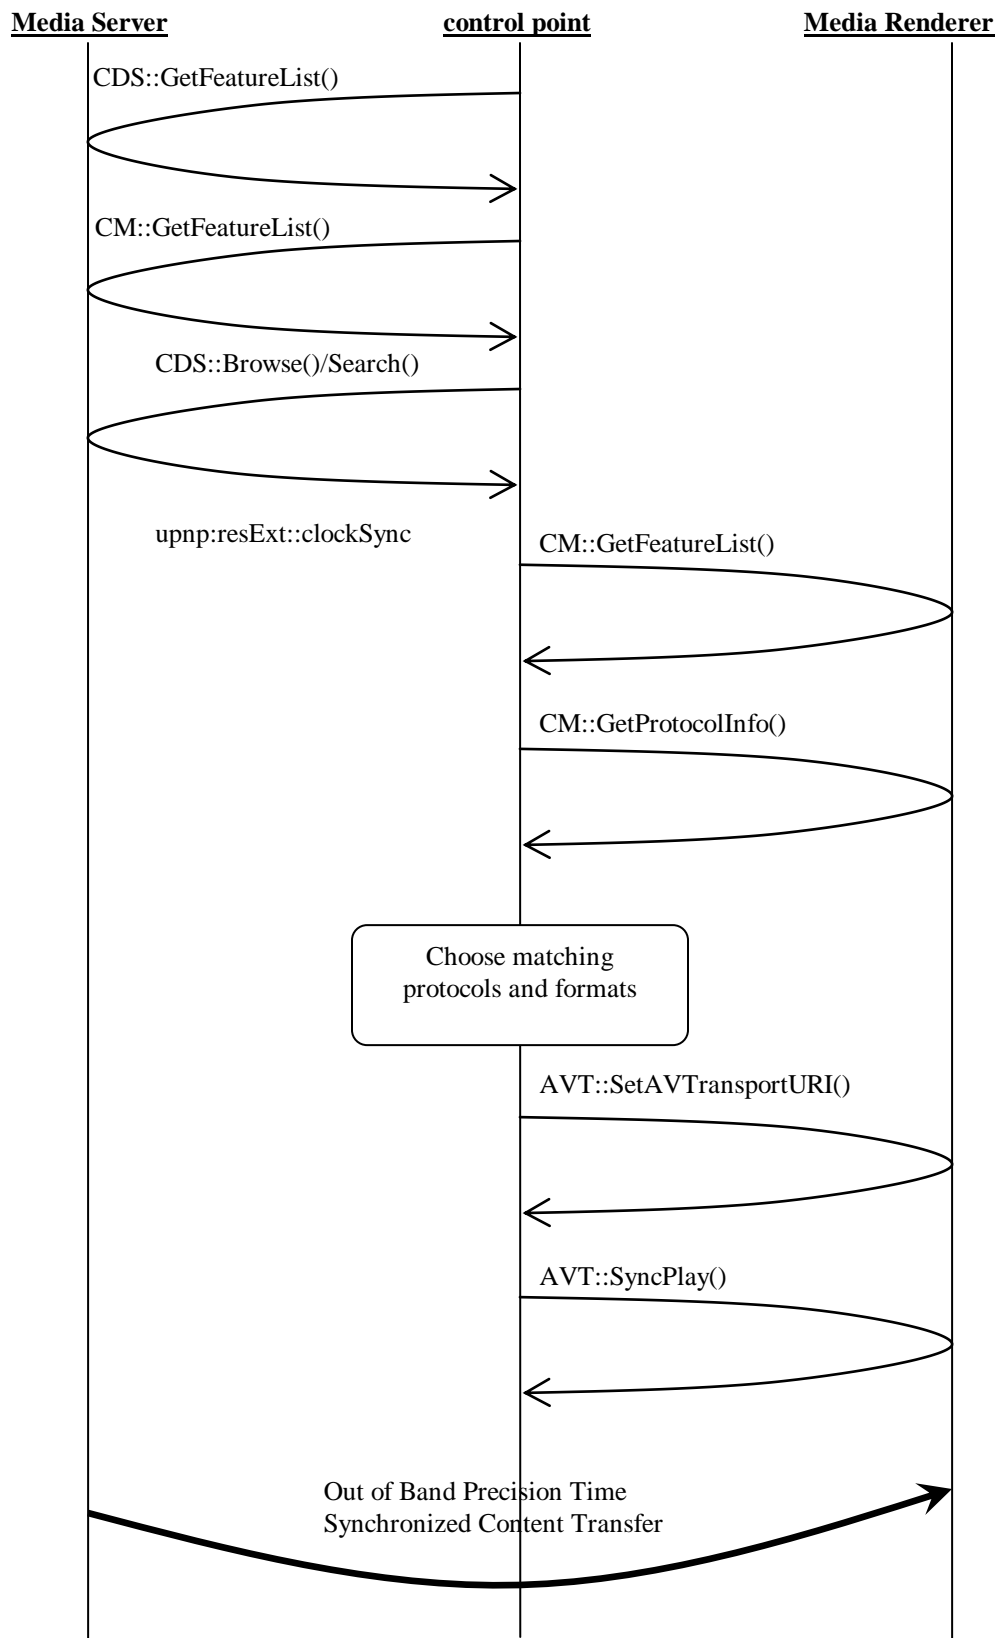 Media Server
control point
Media Renderer
CDS::GetFeatureList()
CM::GetFeatureList()
CDS::Browse()/Search()
upnp:resExt::clockSync
CM::GetFeatureList()
CM::GetProtocolInfo()
Choose matching
protocols and formats
AVT::SetAVTransportURI()
AVT::SyncPlay()
Out of Band Precision Time
Synchronized Content Transfer